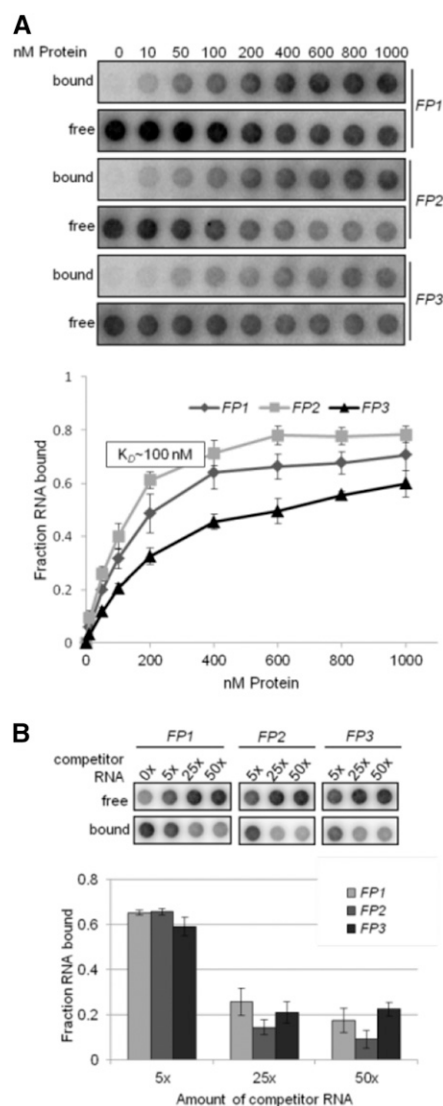 A
nM Protein 0 10 50 100 200 400 600 800 1000
bound
free
FP1
bound
free
FP2
bound
free
FP3
1
0.8
0.6
0.4
0.2
0
Fraction RNA bound
FP1 FP2 FP3
K_D~100 nM
0 200 400 600 800 1000
nM Protein
B
FP1 FP2 FP3
competitor
RNA
0x 5x 25x 50x 5x 25x 50x 5x 25x 50x
free
bound
0.8
0.6
0.4
0.2
0
Fraction RNA bound
FP1
FP2
FP3
5x 25x 50x
Amount of competitor RNA